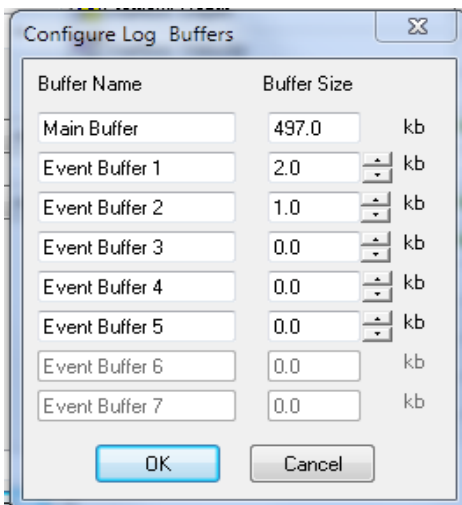 Configure Log Buffers
Buffer Name Buffer Size
Main Buffer 497.0 kb
Event Buffer 1 2.0 kb
Event Buffer 2 1.0 kb
Event Buffer 3 0.0 kb
Event Buffer 4 0.0 kb
Event Buffer 5 0.0 kb
Event Buffer 6 0.0 kb
Event Buffer 7 0.0 kb
OK Cancel